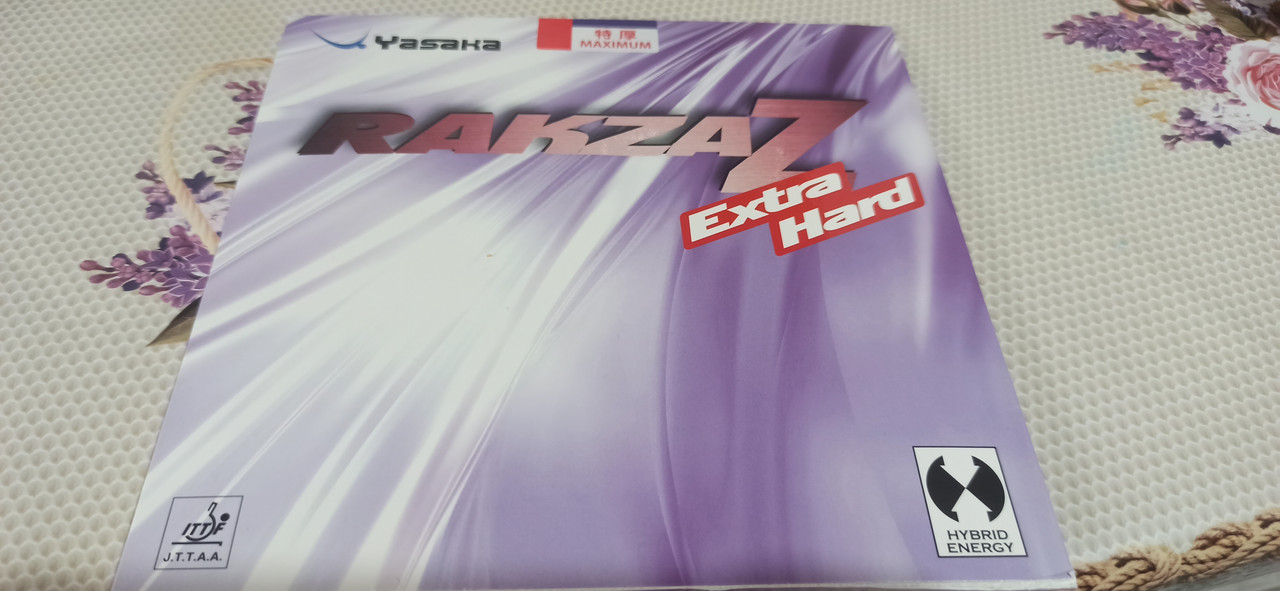 Yasaka
特厚
MAXIMUM
RAKZA Z
Extra
Hard
ITTF
J.T.T.A.A.
HYBRID
ENERGY